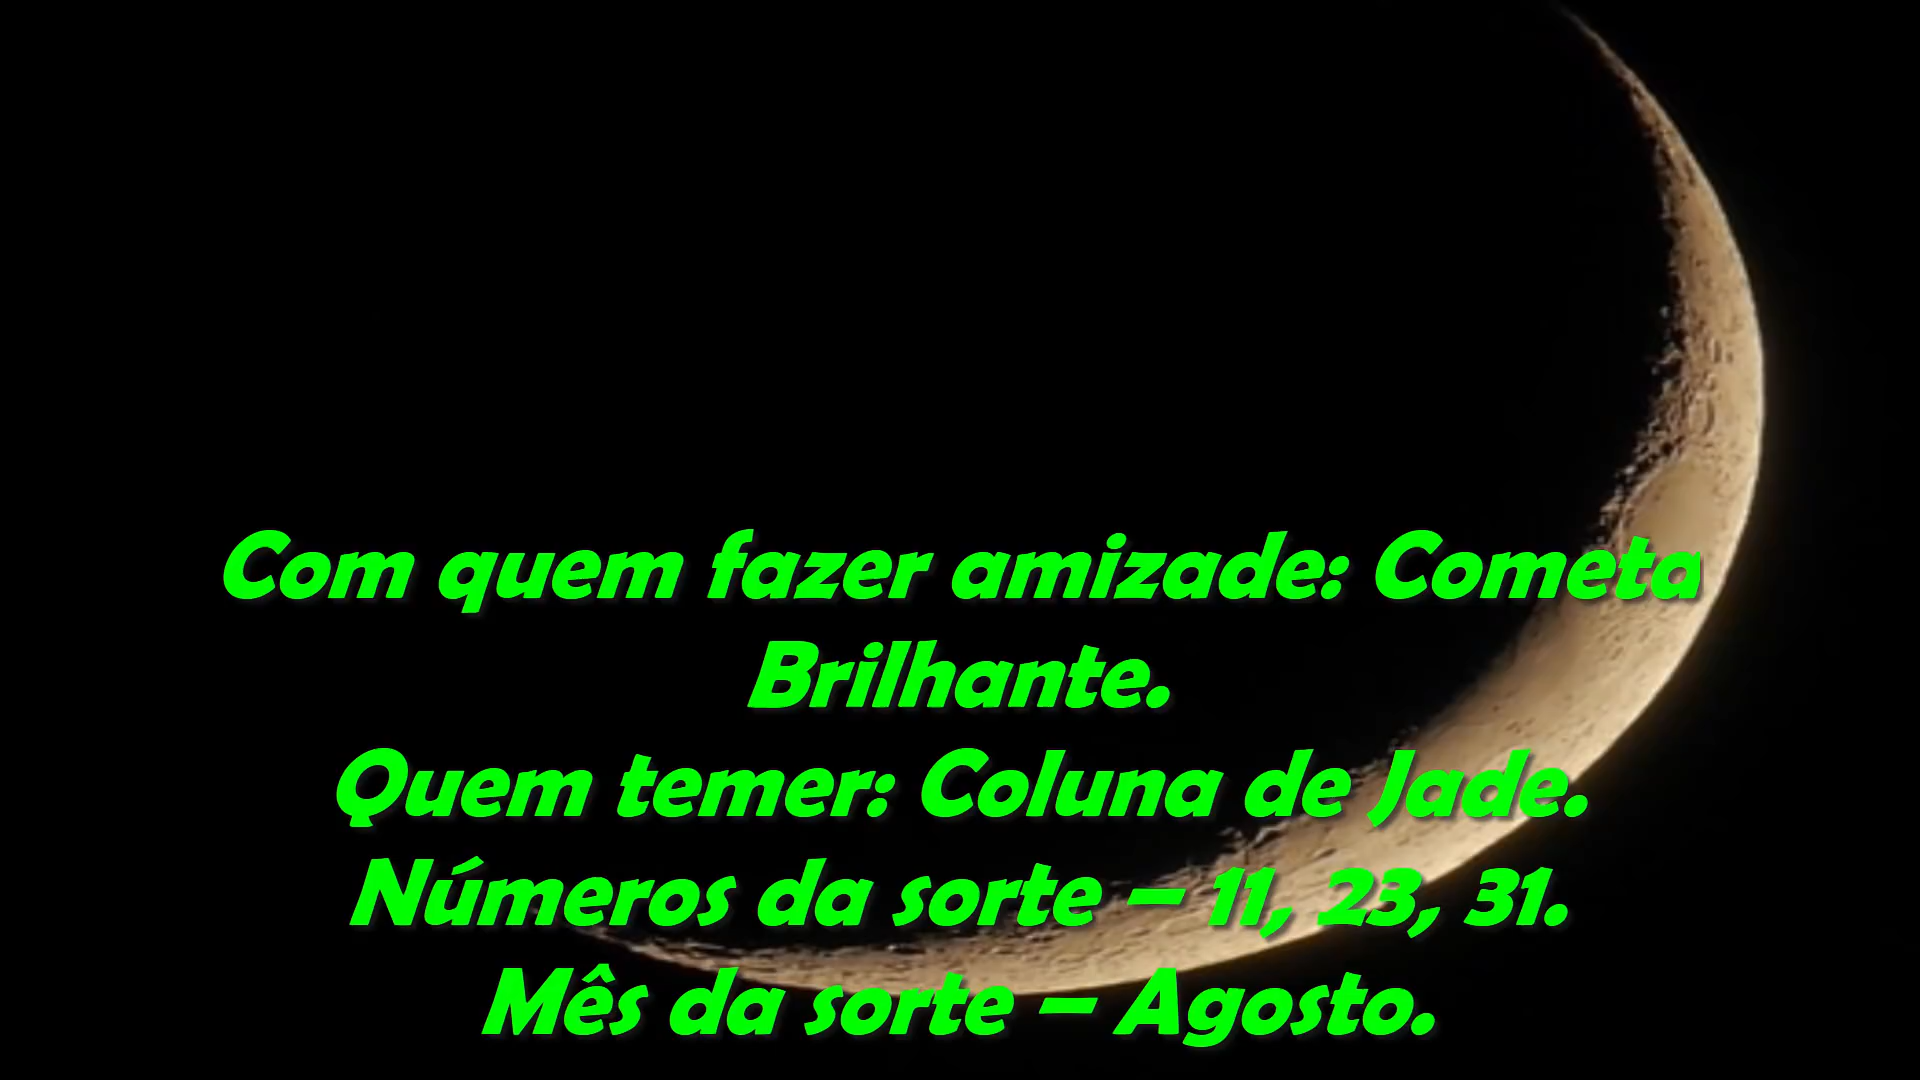 Com quem fazer amizade: Cometa
Brilhante.
Quem temer: Coluna de Jade.
Números da sorte – 11, 23, 31.
Mês da sorte – Agosto.